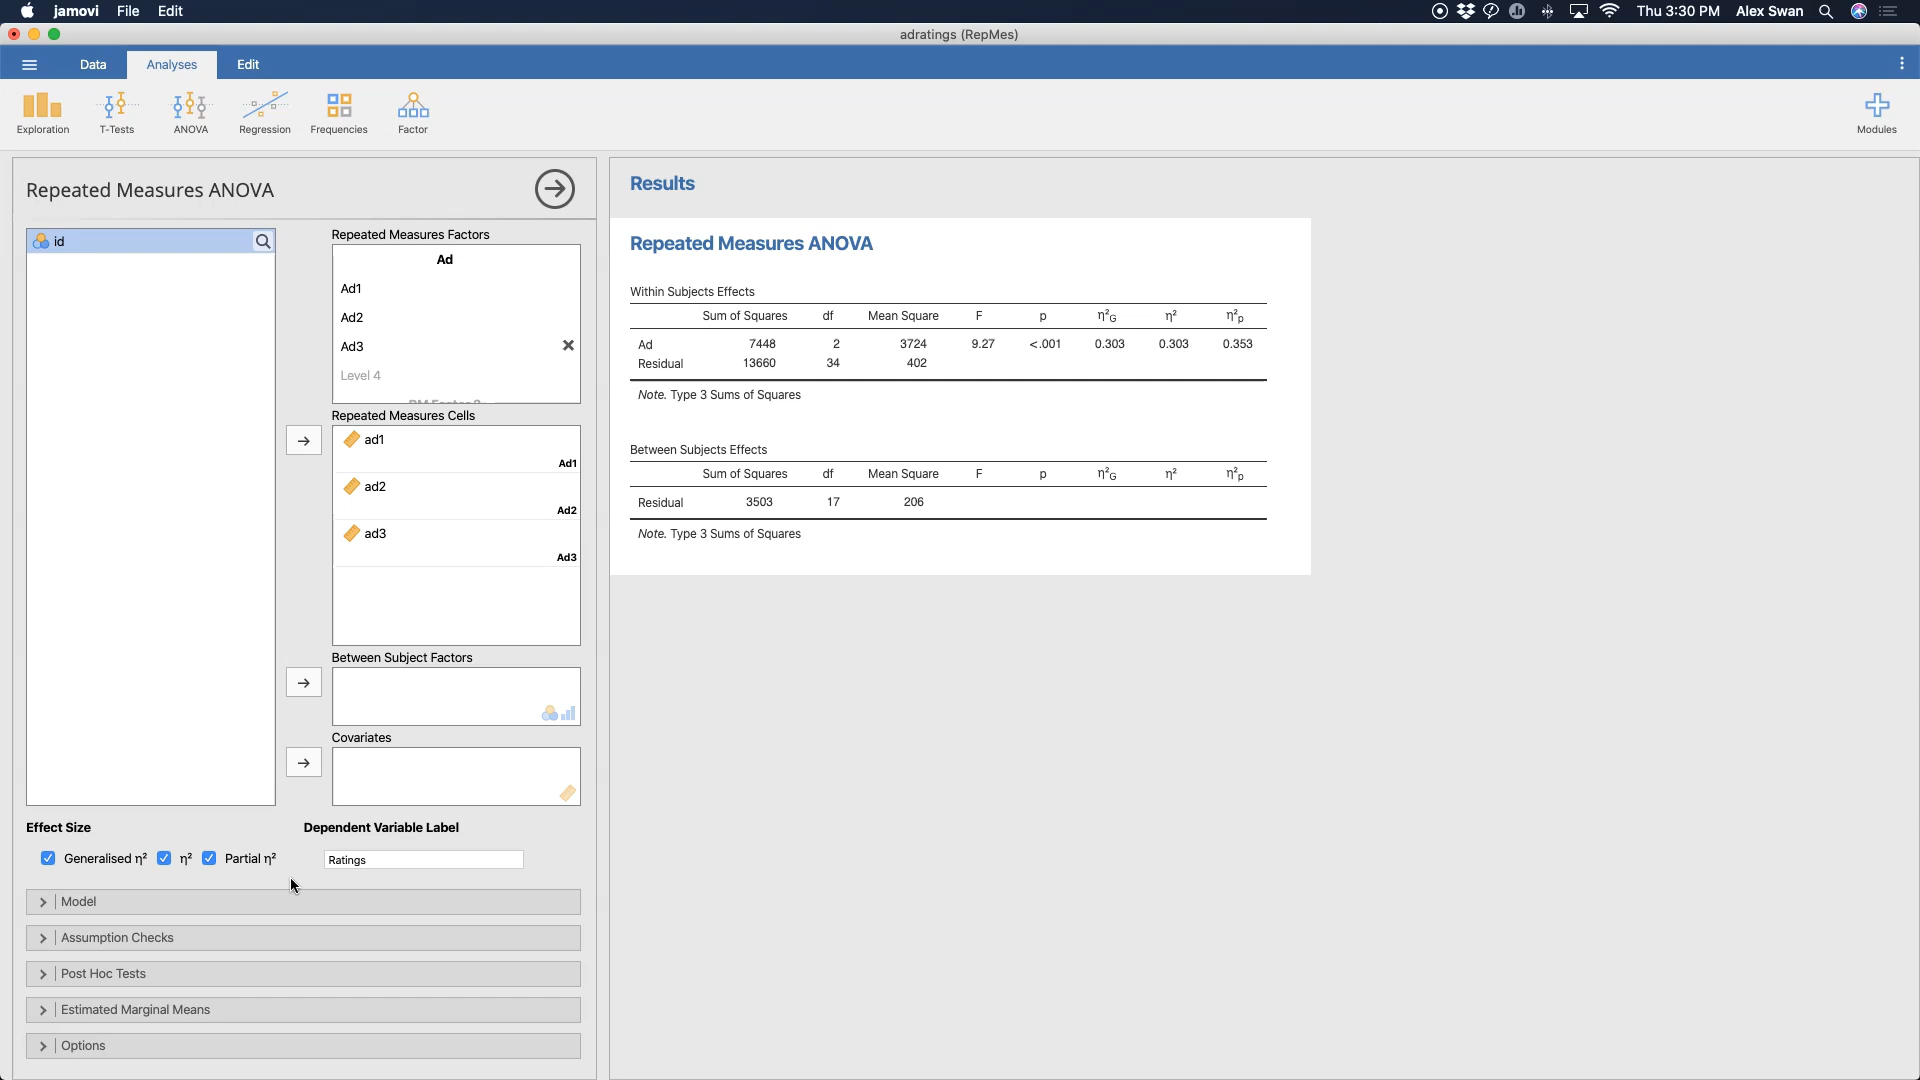 jamovi File Edit Thu 3:30 PM Alex Swan
adratings (RepMes)
Data Analyses Edit
Exploration T-Tests ANOVA Regression Frequencies Factor Modules
Repeated Measures ANOVA
id
Repeated Measures Factors
Ad
Ad1
Ad2
Ad3
Level 4
Repeated Measures Cells
ad1
Ad1
ad2
Ad2
ad3
Ad3
Between Subject Factors
Covariates
Effect Size Dependent Variable Label
Generalised η² η² Partial η² Ratings
Model
Assumption Checks
Post Hoc Tests
Estimated Marginal Means
Options
Results
Repeated Measures ANOVA
Within Subjects Effects
Sum of Squares df Mean Square F p η²G η² η²p
Ad 7448 2 3724 9.27 <.001 0.303 0.303 0.353
Residual 13660 34 402
Note. Type 3 Sums of Squares
Between Subjects Effects
Sum of Squares df Mean Square F p η²G η² η²p
Residual 3503 17 206
Note. Type 3 Sums of Squares